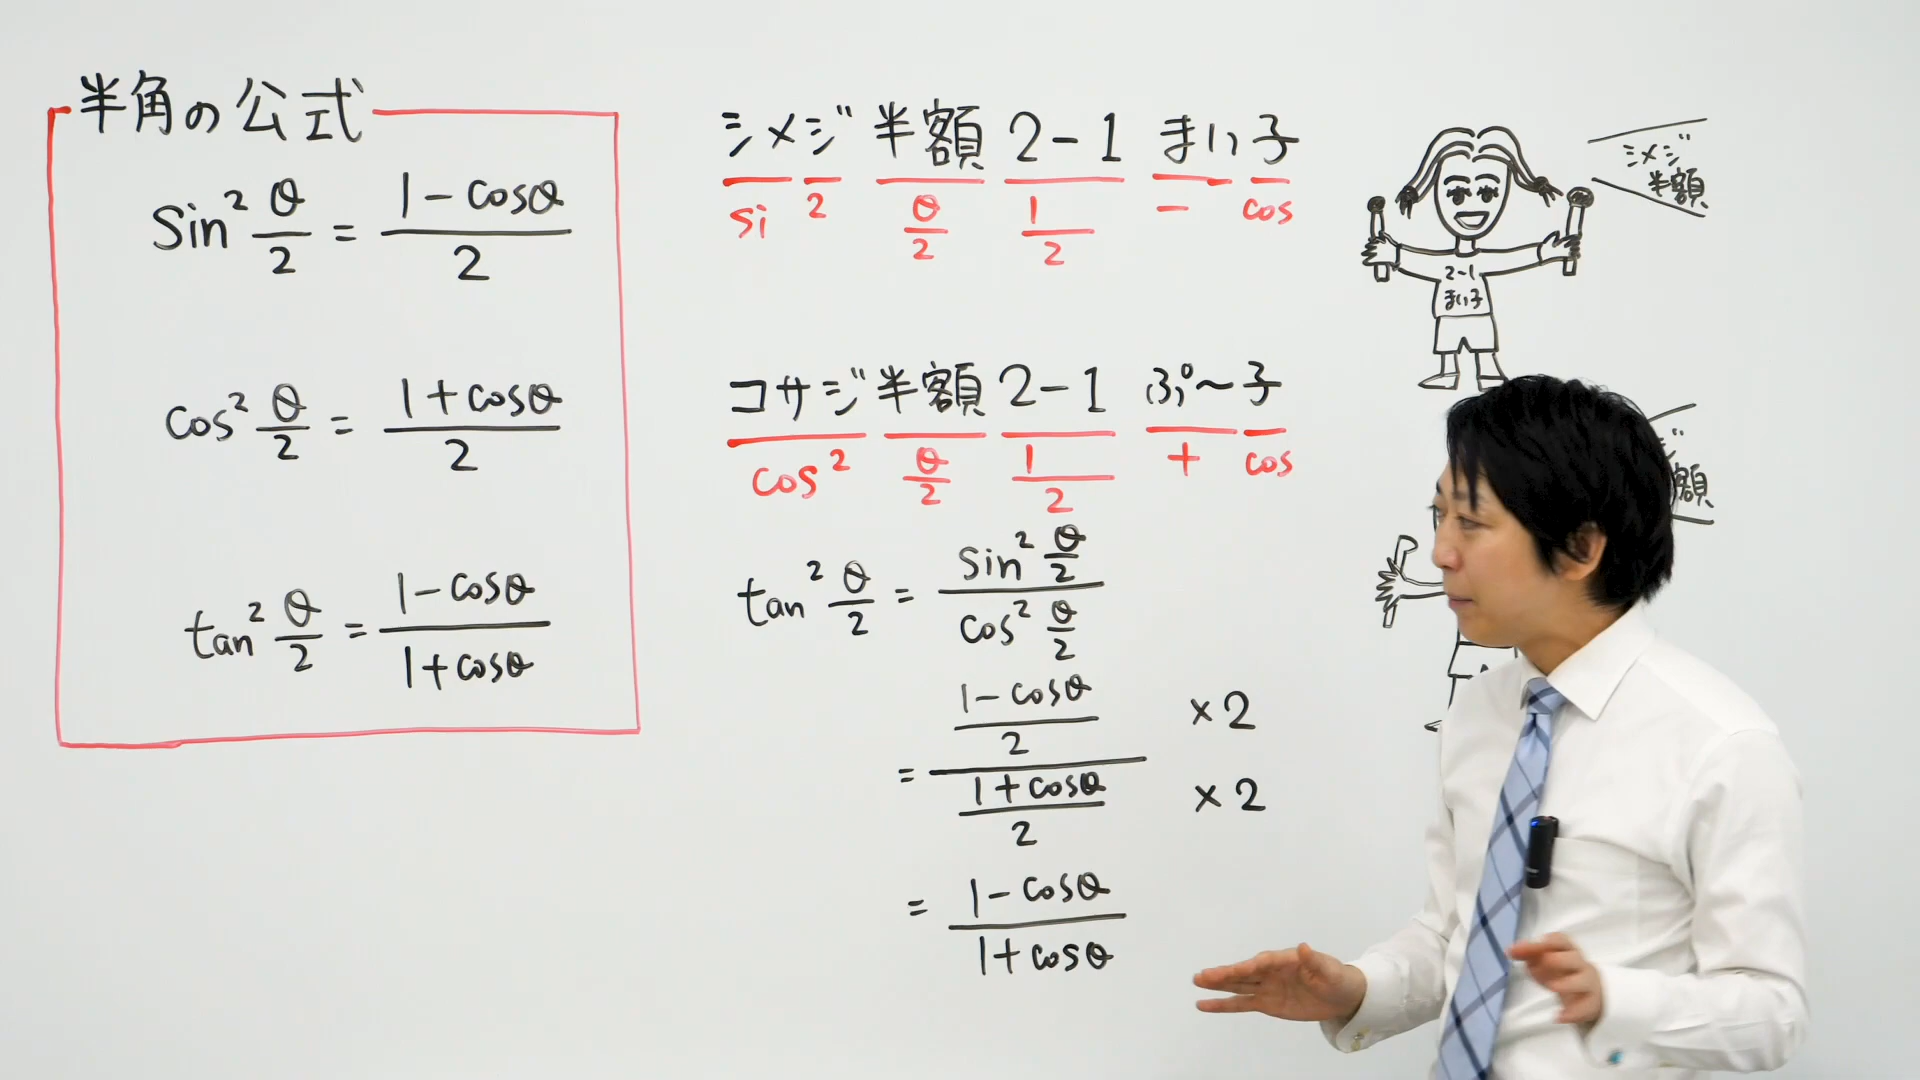 半角の公式
sin² θ/2 = (1-cosθ)/2
cos² θ/2 = (1+cosθ)/2
tan² θ/2 = (1-cosθ)/(1+cosθ)
シメジ半額 2-1 まい子
si 2 θ/2 1/2 - cos
コサジ半額 2-1 ぷ〜子
cos² θ/2 1/2 + cos
tan² θ/2 = (sin² θ/2)/(cos² θ/2)
= ((1-cosθ)/2)/((1+cosθ)/2) ×2 ×2
= (1-cosθ)/(1+cosθ)
シメジ
半額
2-1
まい子
額